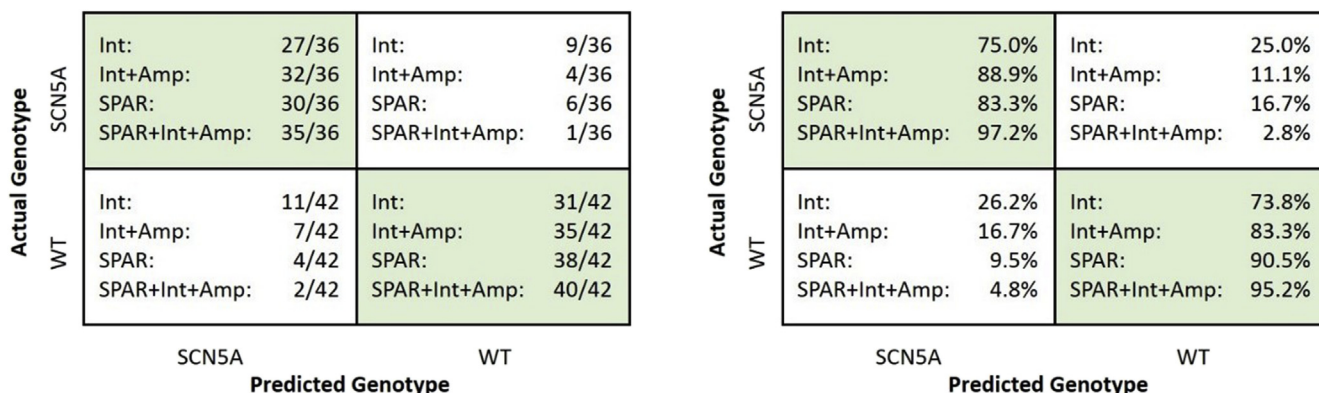 Actual Genotype
SCN5A
Int: 27/36
Int+Amp: 32/36
SPAR: 30/36
SPAR+Int+Amp: 35/36
Int: 9/36
Int+Amp: 4/36
SPAR: 6/36
SPAR+Int+Amp: 1/36
WT
Int: 11/42
Int+Amp: 7/42
SPAR: 4/42
SPAR+Int+Amp: 2/42
Int: 31/42
Int+Amp: 35/42
SPAR: 38/42
SPAR+Int+Amp: 40/42
SCN5A WT
Predicted Genotype
Actual Genotype
SCN5A
Int: 75.0%
Int+Amp: 88.9%
SPAR: 83.3%
SPAR+Int+Amp: 97.2%
Int: 25.0%
Int+Amp: 11.1%
SPAR: 16.7%
SPAR+Int+Amp: 2.8%
WT
Int: 26.2%
Int+Amp: 16.7%
SPAR: 9.5%
SPAR+Int+Amp: 4.8%
Int: 73.8%
Int+Amp: 83.3%
SPAR: 90.5%
SPAR+Int+Amp: 95.2%
SCN5A WT
Predicted Genotype